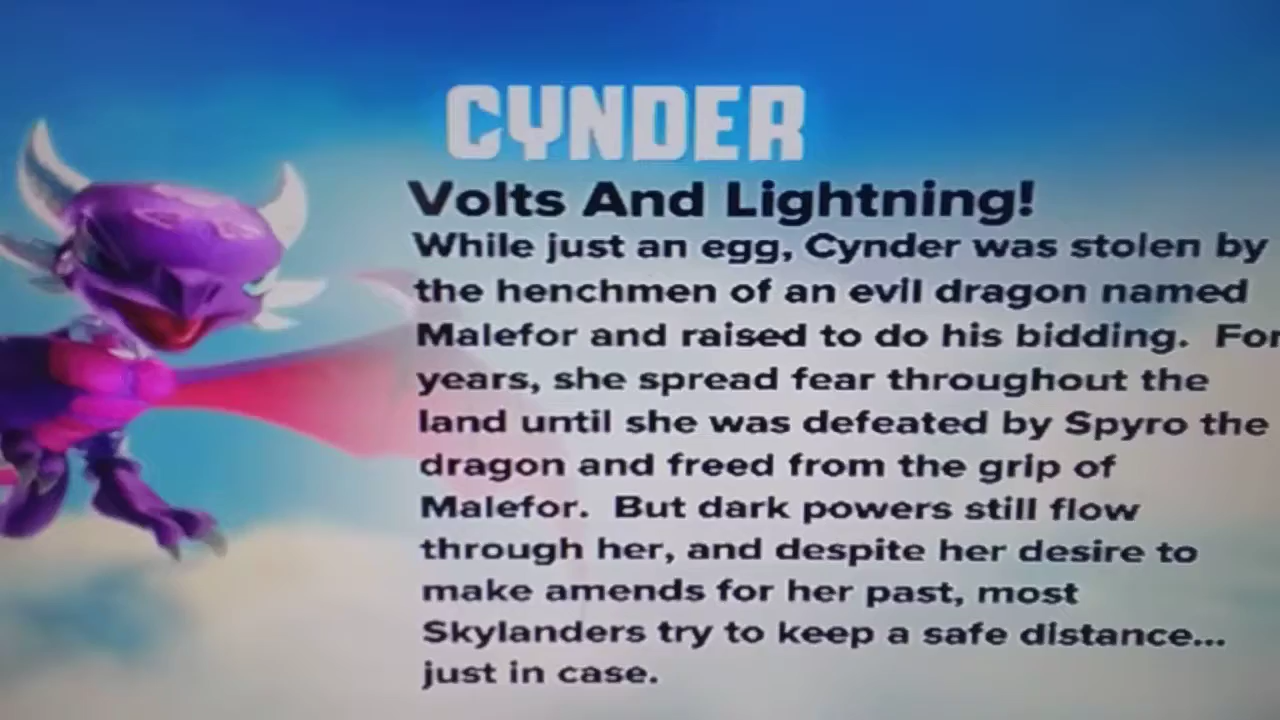 CYNDER
Volts And Lightning!
While just an egg, Cynder was stolen by
the henchmen of an evil dragon named
Malefor and raised to do his bidding.  For
years, she spread fear throughout the
land until she was defeated by Spyro the
dragon and freed from the grip of
Malefor.  But dark powers still flow
through her, and despite her desire to
make amends for her past, most
Skylanders try to keep a safe distance...
just in case.